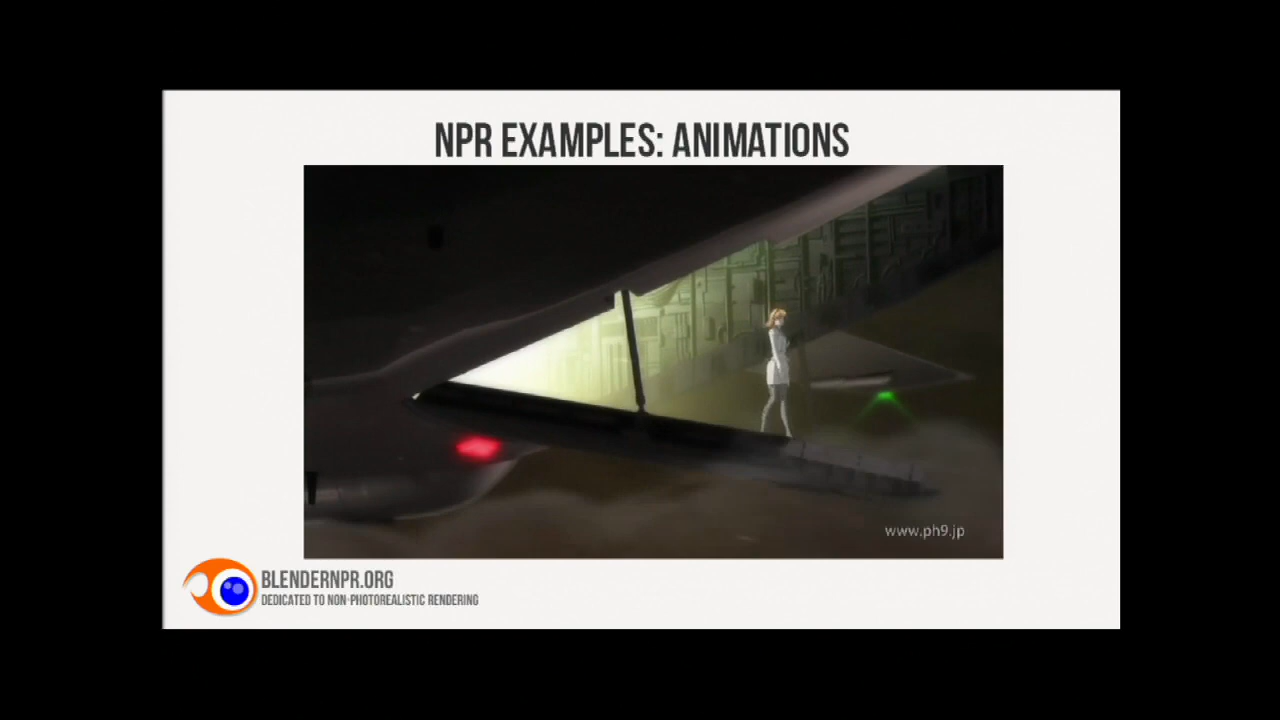 NPR EXAMPLES: ANIMATIONS
www.ph9.jp
BLENDERNPR.ORG
DEDICATED TO NON-PHOTOREALISTIC RENDERING